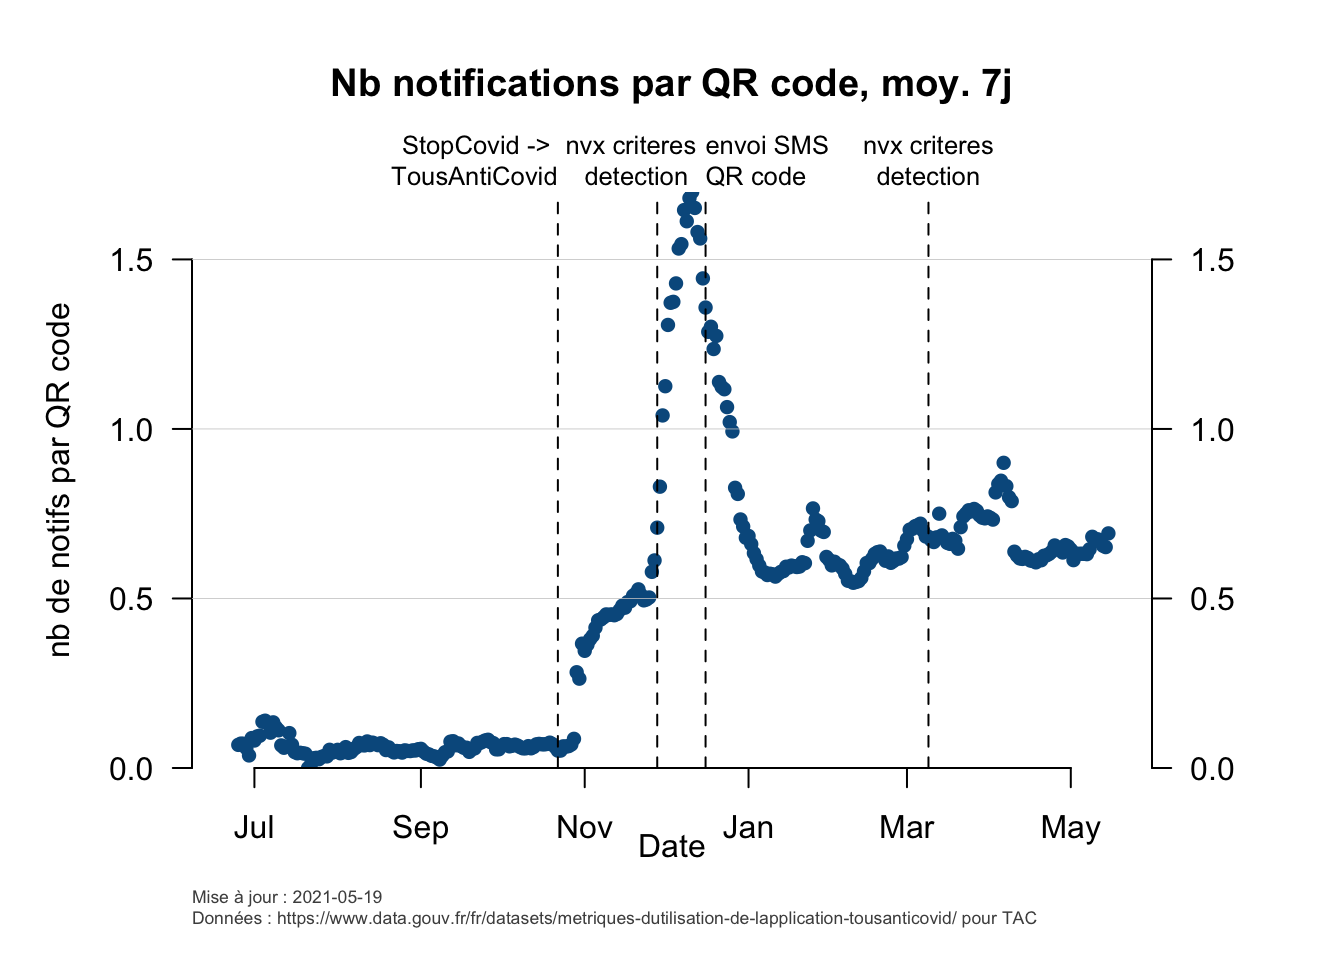 Nb notifications par QR code, moy. 7j
StopCovid -> nvx criteres envoi SMS nvx criteres
TousAntiCovid detection QR code detection
1.5 1.5
1.0 1.0
0.5 0.5
0.0 0.0
nb de notifs par QR code
Jul Sep Nov Jan Mar May
Date
Mise à jour : 2021-05-19
Données : https://www.data.gouv.fr/fr/datasets/metriques-dutilisation-de-lapplication-tousanticovid/ pour TAC